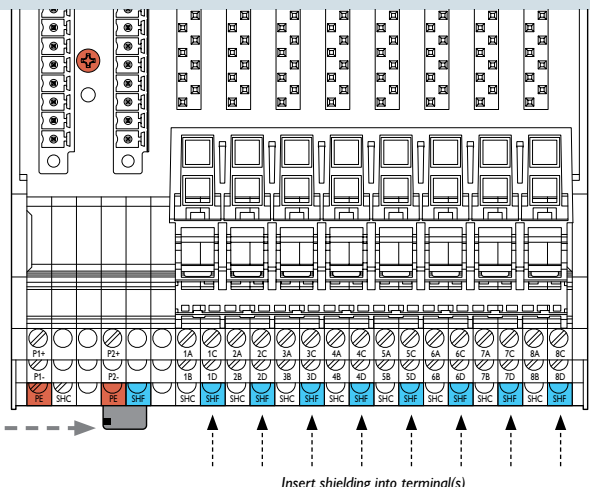 P1+ P2+ 1A 1C 2A 2C 3A 3C 4A 4C 5A 5C 6A 6C 7A 7C 8A 8C
P1- P2- 1B 1D 2B 2D 3B 3D 4B 4D 5B 5D 6B 6D 7B 7D 8B 8D
PE SHC PE SHF SHC SHF SHC SHF SHC SHF SHC SHF SHC SHF SHC SHF SHC SHF SHC SHF
Insert shielding into terminal(s)